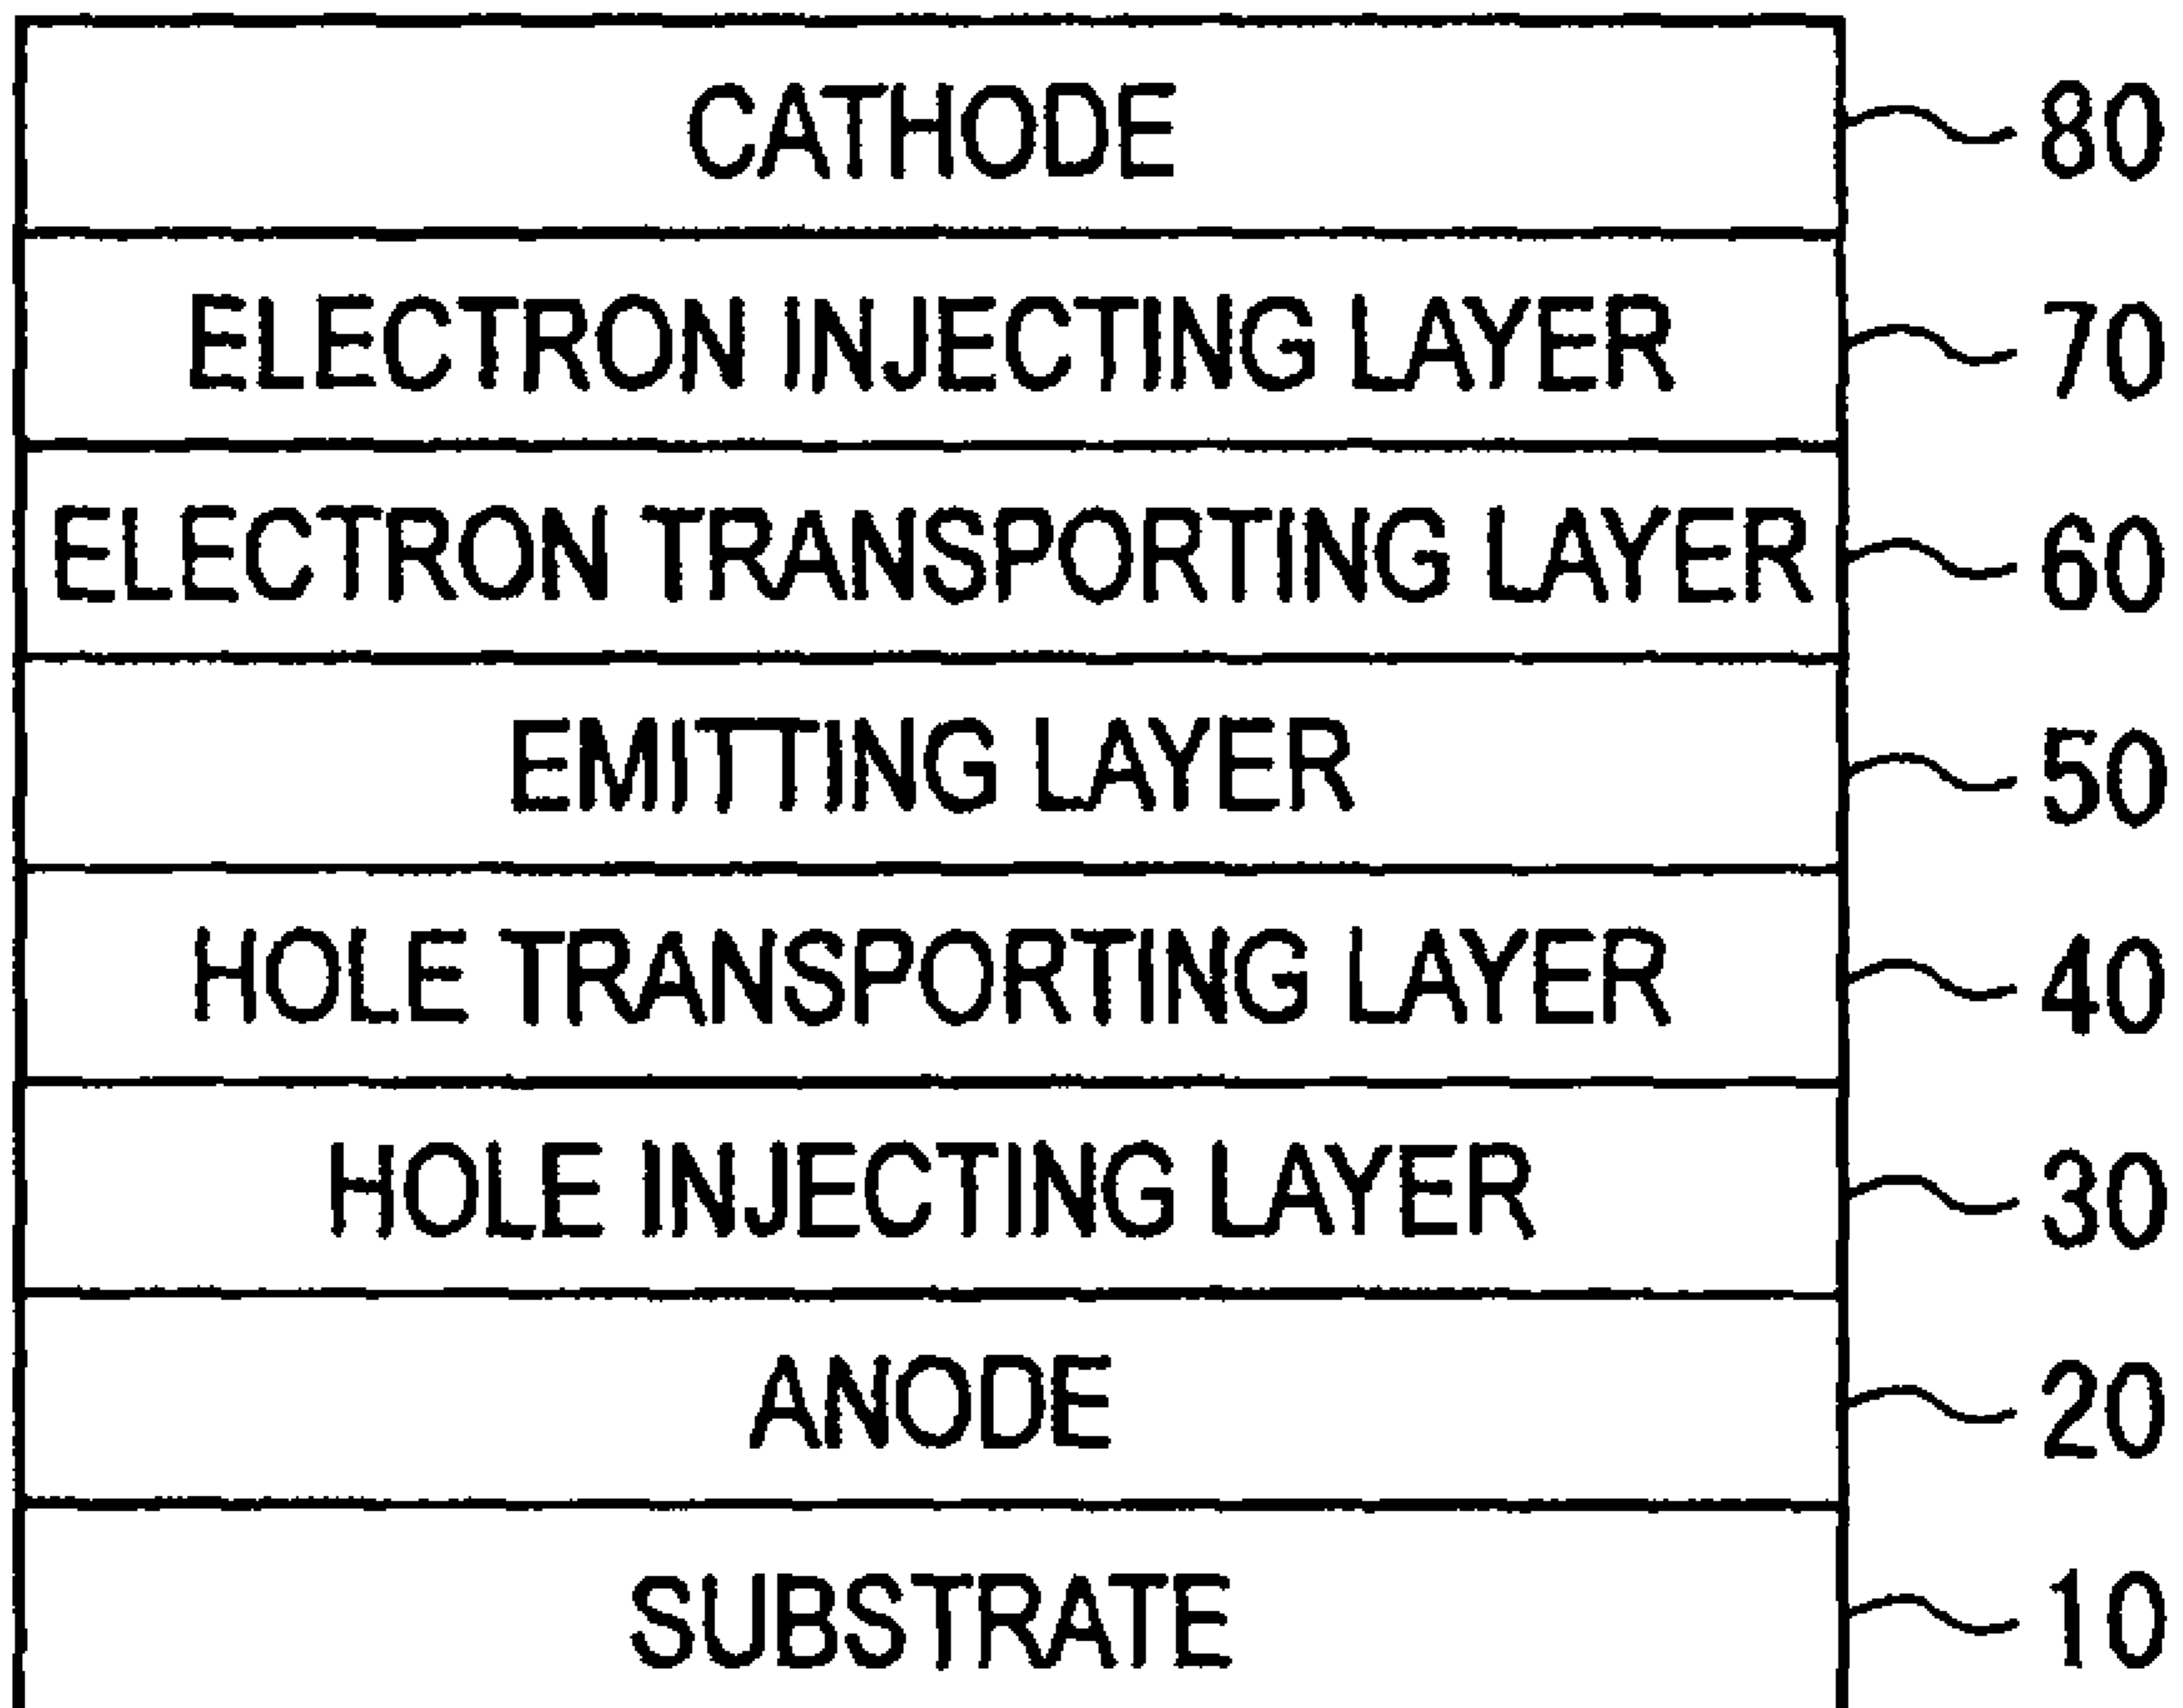 CATHODE 80
ELECTRON INJECTING LAYER 70
ELECTRON TRANSPORTING LAYER 60
EMITTING LAYER 50
HOLE TRANSPORTING LAYER 40
HOLE INJECTING LAYER 30
ANODE 20
SUBSTRATE 10